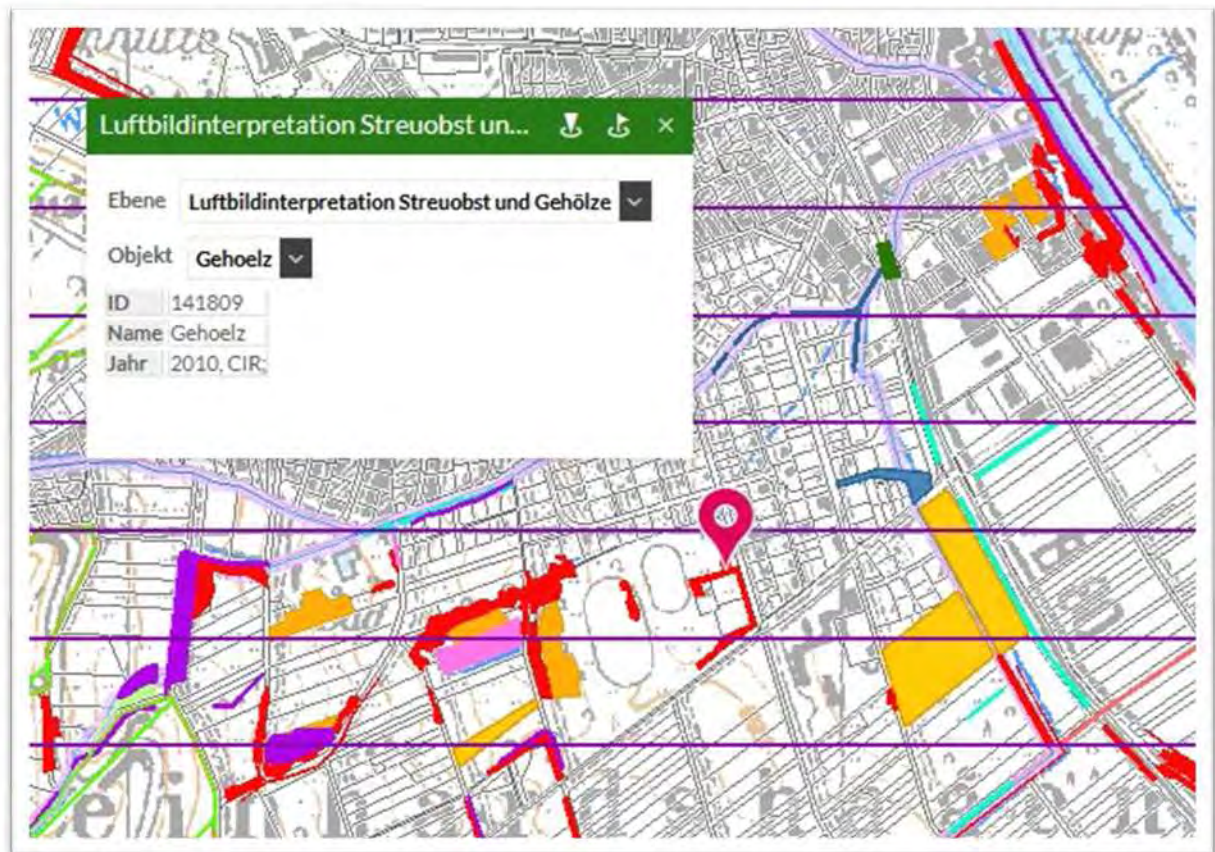 Luftbildinterpretation Streuobst un...
Ebene Luftbildinterpretation Streuobst und Gehölze
Objekt Gehoelz
ID 141809
Name Gehoelz
Jahr 2010, CIR;